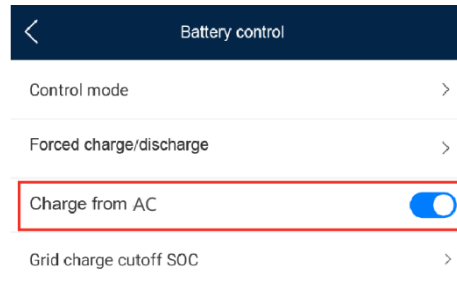 Battery control
Control mode
Forced charge/discharge
Charge from AC
Grid charge cutoff SOC